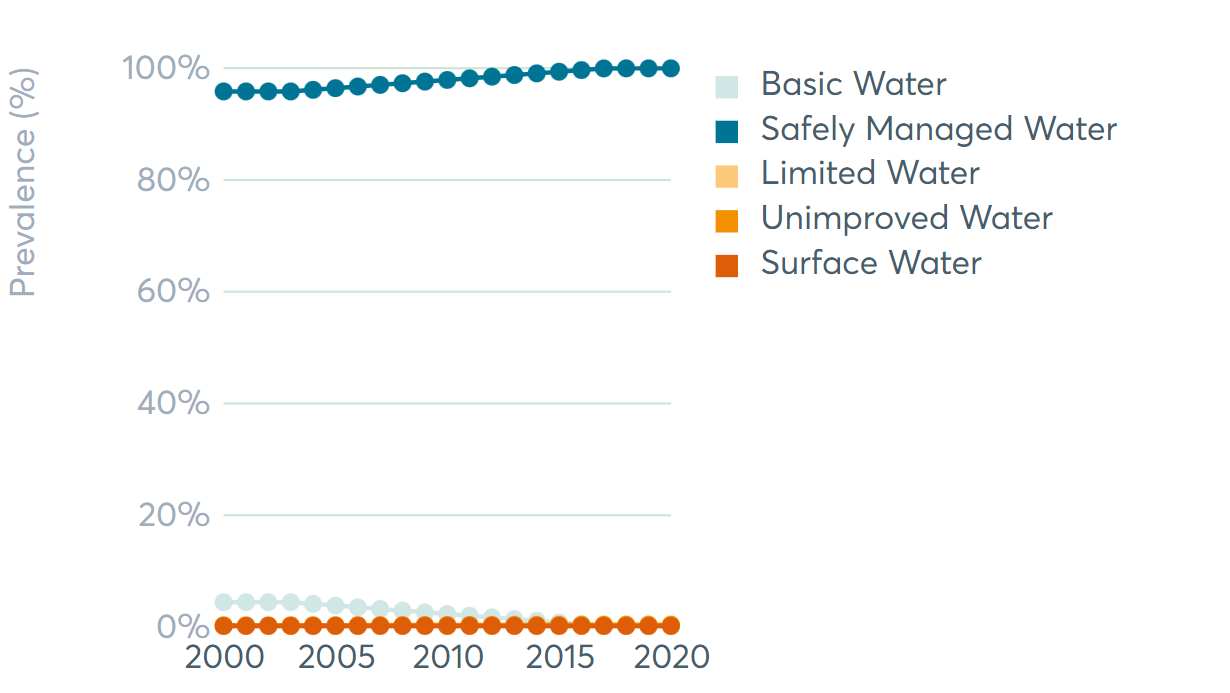 Prevalence (%)
100%
80%
60%
40%
20%
0%
2000 2005 2010 2015 2020
Basic Water
Safely Managed Water
Limited Water
Unimproved Water
Surface Water